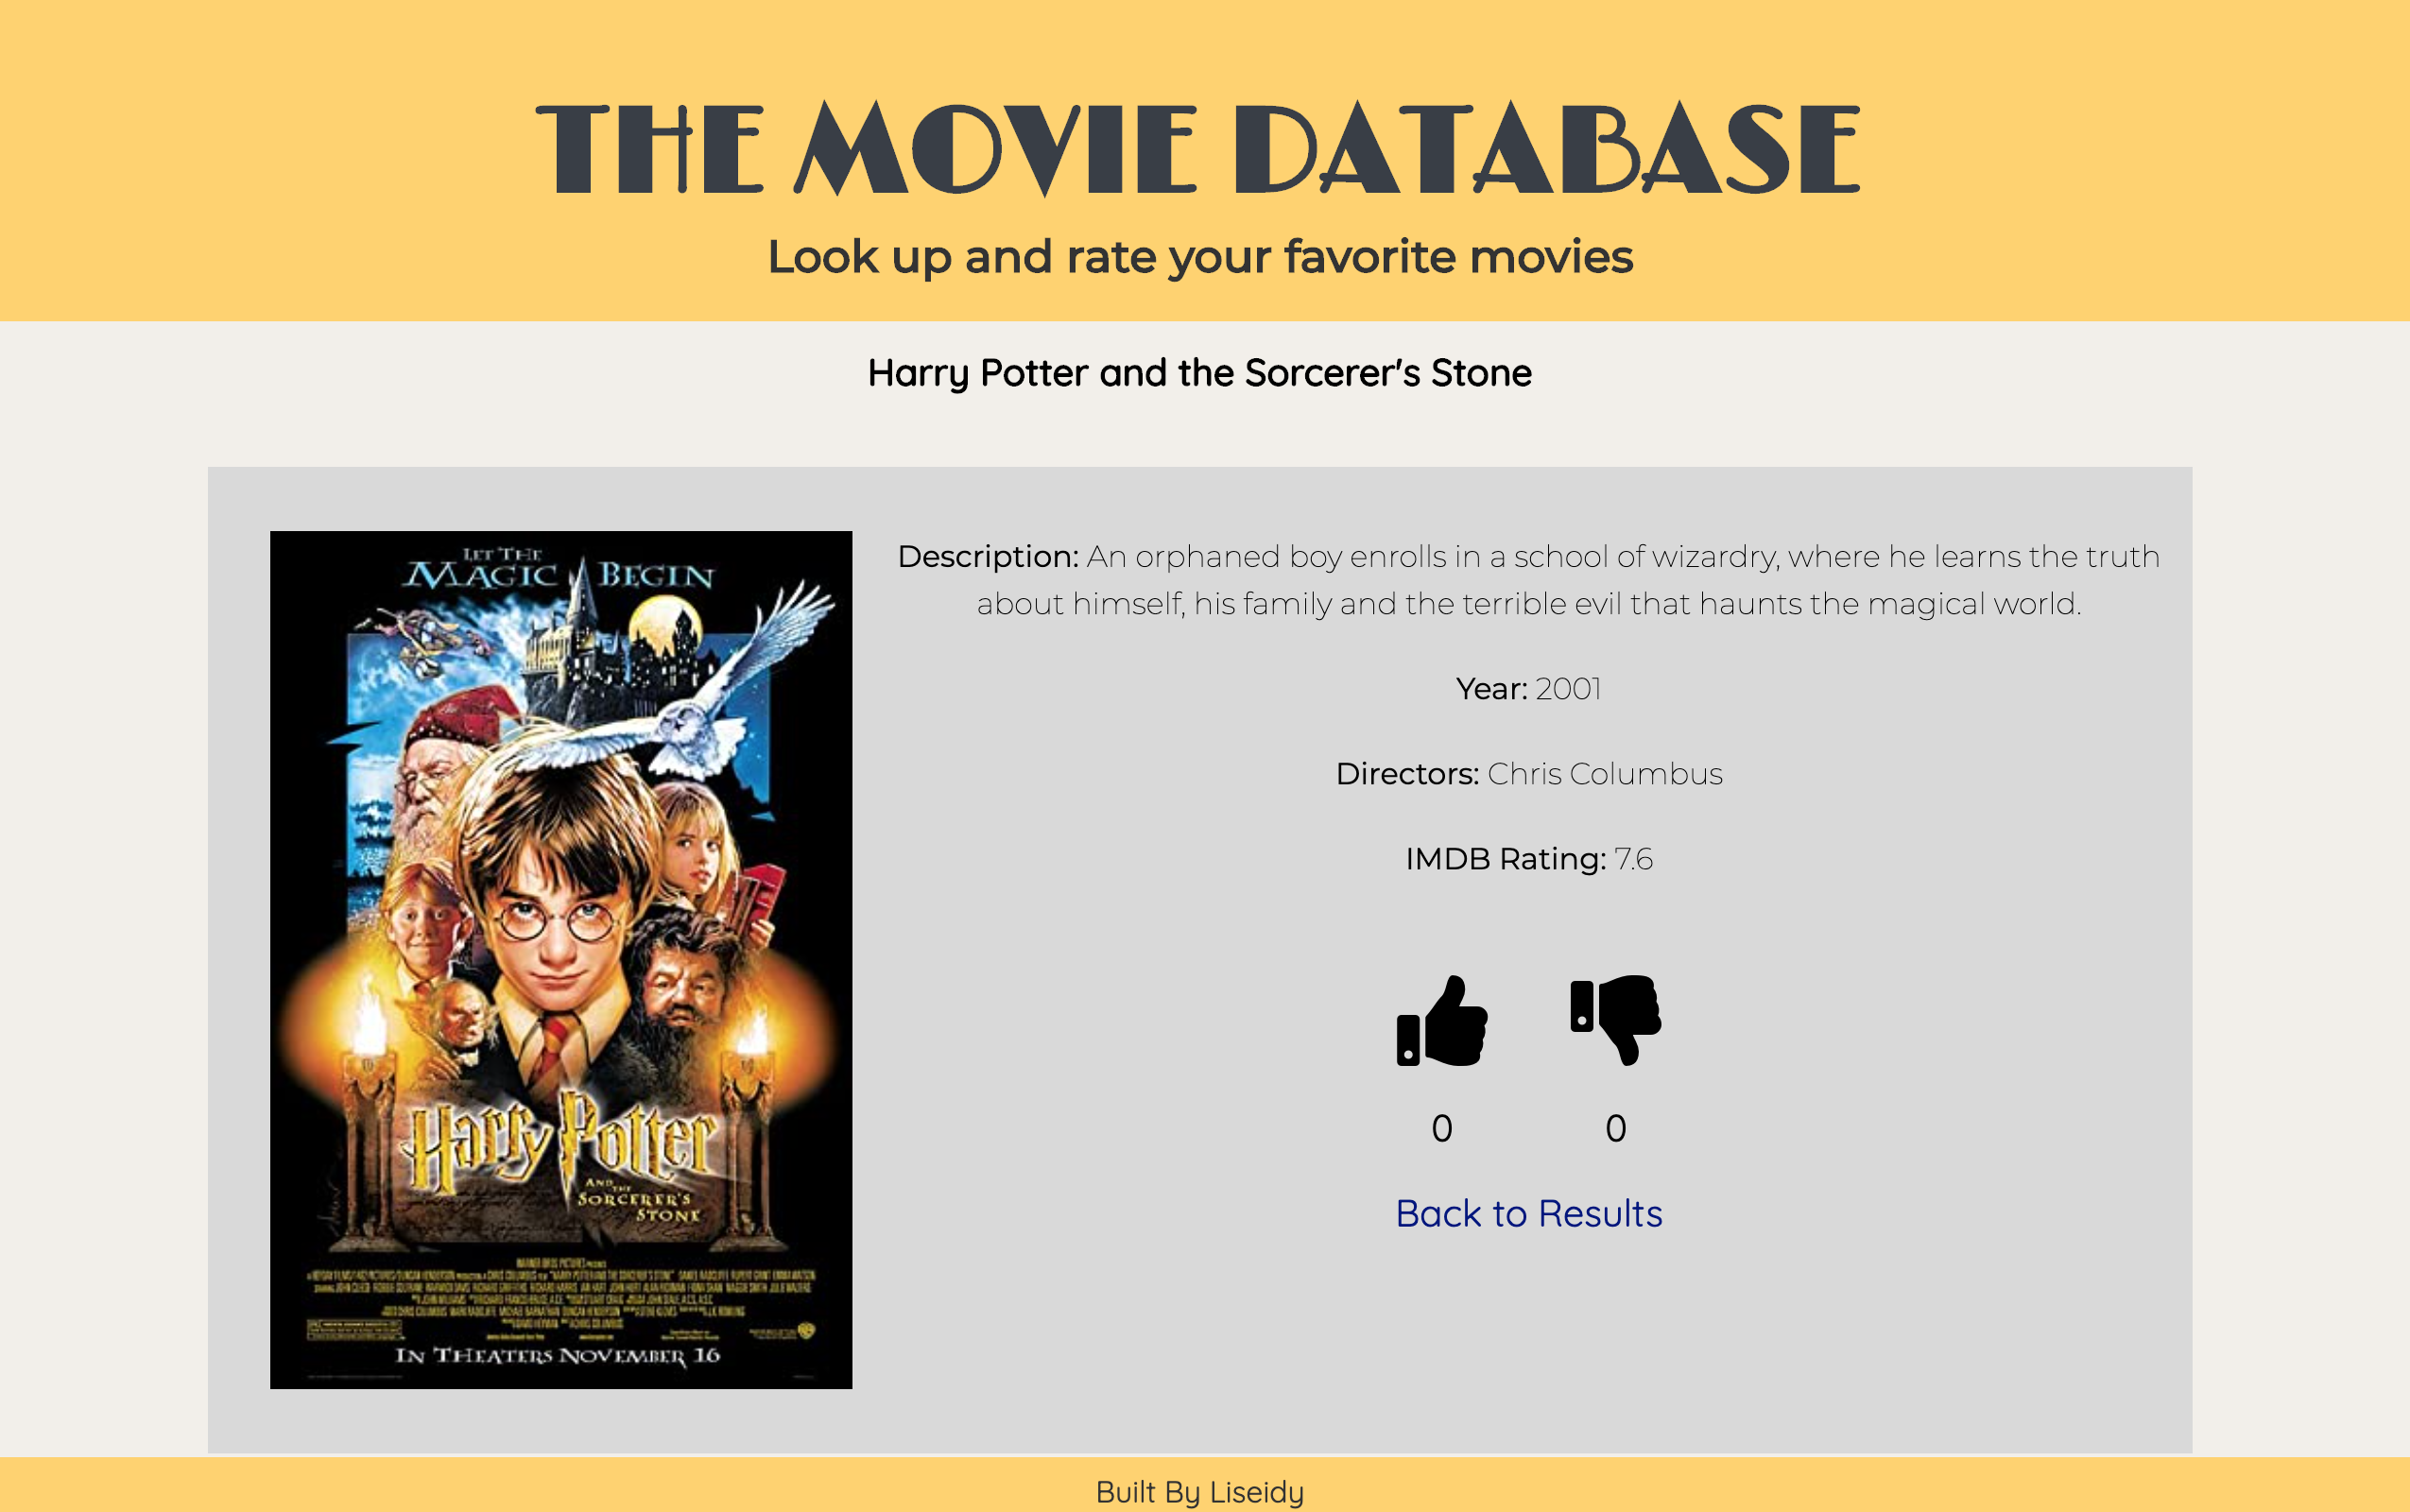 THE MOVIE DATABASE
Look up and rate your favorite movies
Harry Potter and the Sorcerer's Stone
LET THE
MAGIC BEGIN
Harry Potter
AND THE
SORCERER'S
STONE
IN THEATERS NOVEMBER 16
Description: An orphaned boy enrolls in a school of wizardry, where he learns the truth
about himself, his family and the terrible evil that haunts the magical world.
Year: 2001
Directors: Chris Columbus
IMDB Rating: 7.6
0 0
Back to Results
Built By Liseidy